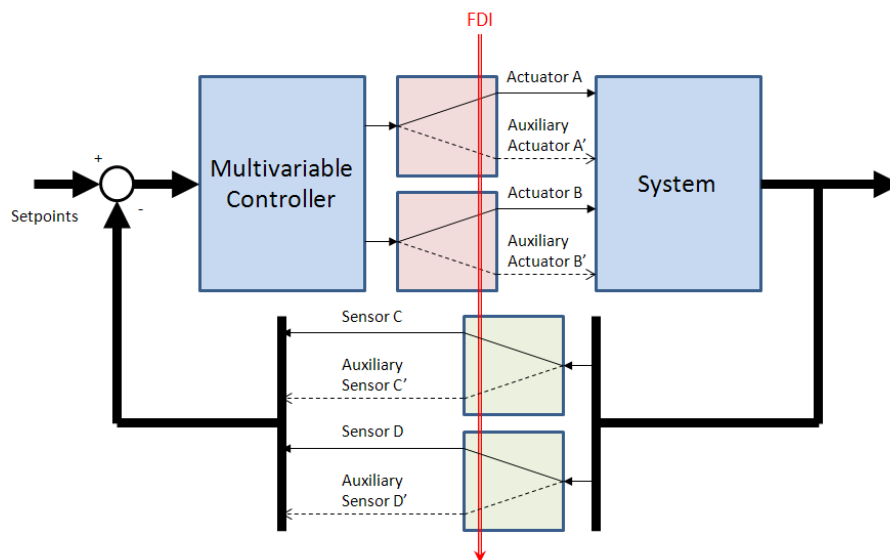 FDI
Actuator A
Auxiliary
Actuator A'
Multivariable
Controller
System
+
-
Setpoints
Actuator B
Auxiliary
Actuator B'
Sensor C
Auxiliary
Sensor C'
Sensor D
Auxiliary
Sensor D'